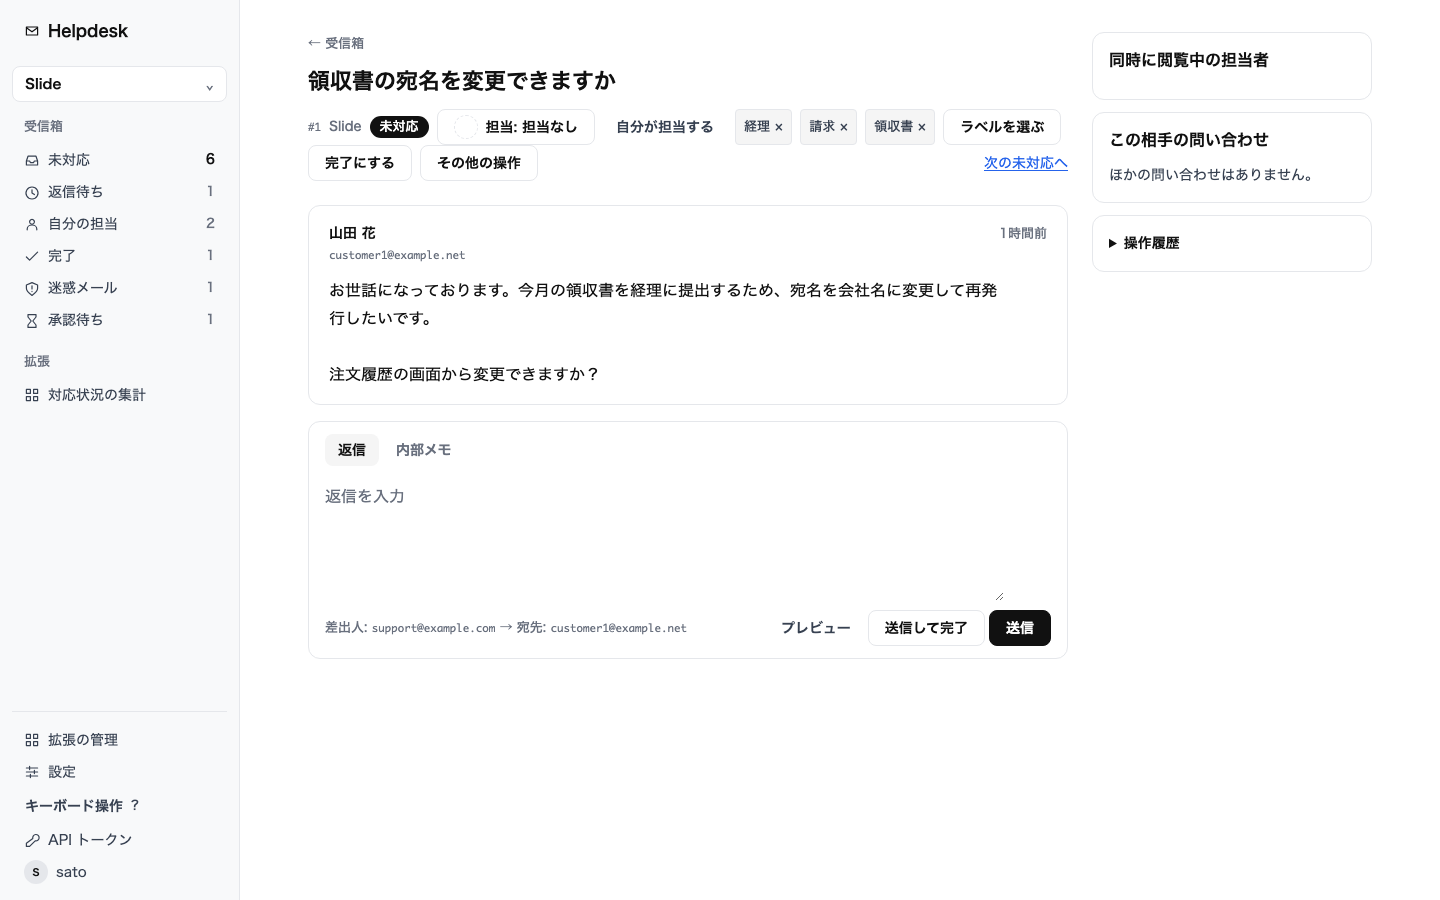 Helpdesk
Slide
受信箱
未対応 6
返信待ち 1
自分の担当 2
完了 1
迷惑メール 1
承認待ち 1
拡張
対応状況の集計
拡張の管理
設定
キーボード操作 ?
API トークン
S sato
← 受信箱
領収書の宛名を変更できますか
#1 Slide 未対応 担当: 担当なし 自分が担当する 経理 × 請求 × 領収書 × ラベルを選ぶ
完了にする その他の操作 次の未対応へ
山田 花 1時間前
customer1@example.net
お世話になっております。今月の領収書を経理に提出するため、宛名を会社名に変更して再発
行したいです。
注文履歴の画面から変更できますか？
返信 内部メモ
返信を入力
差出人: support@example.com → 宛先: customer1@example.net プレビュー 送信して完了 送信
同時に閲覧中の担当者
この相手の問い合わせ
ほかの問い合わせはありません。
▶ 操作履歴